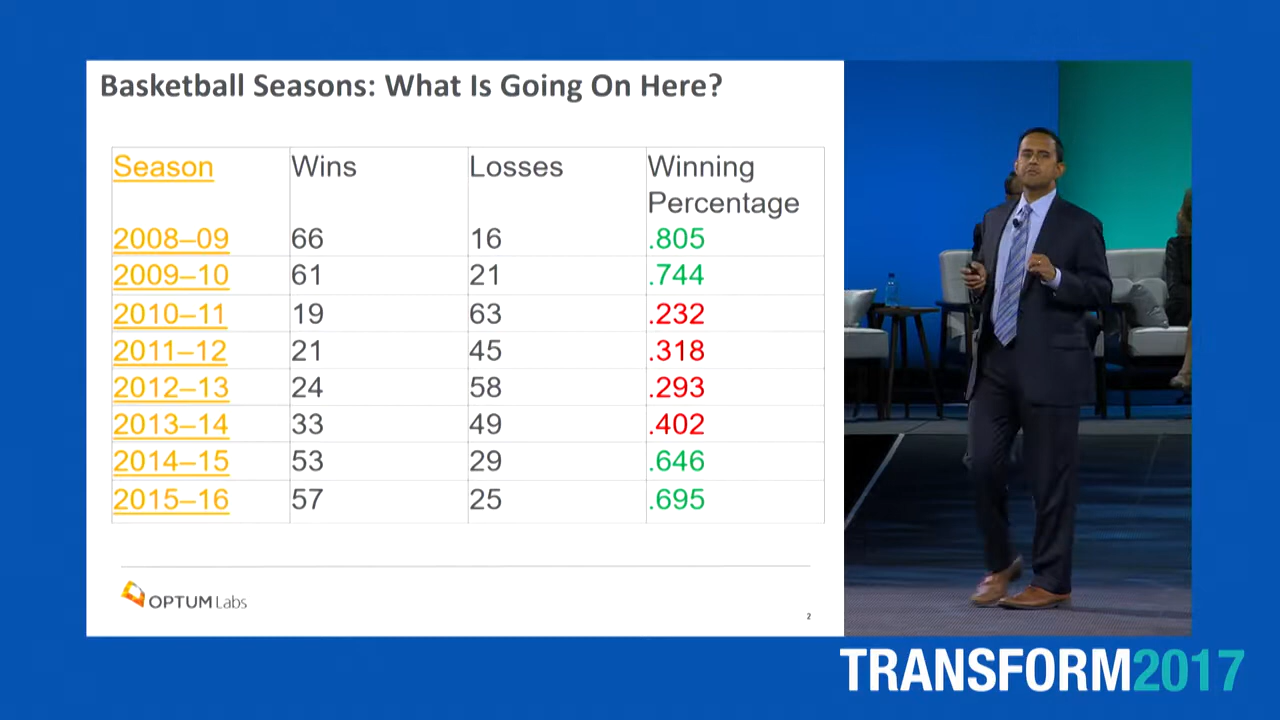 Basketball Seasons: What Is Going On Here?
Season Wins Losses Winning Percentage
2008–09 66 16 .805
2009–10 61 21 .744
2010–11 19 63 .232
2011–12 21 45 .318
2012–13 24 58 .293
2013–14 33 49 .402
2014–15 53 29 .646
2015–16 57 25 .695
OPTUM Labs
2
TRANSFORM2017